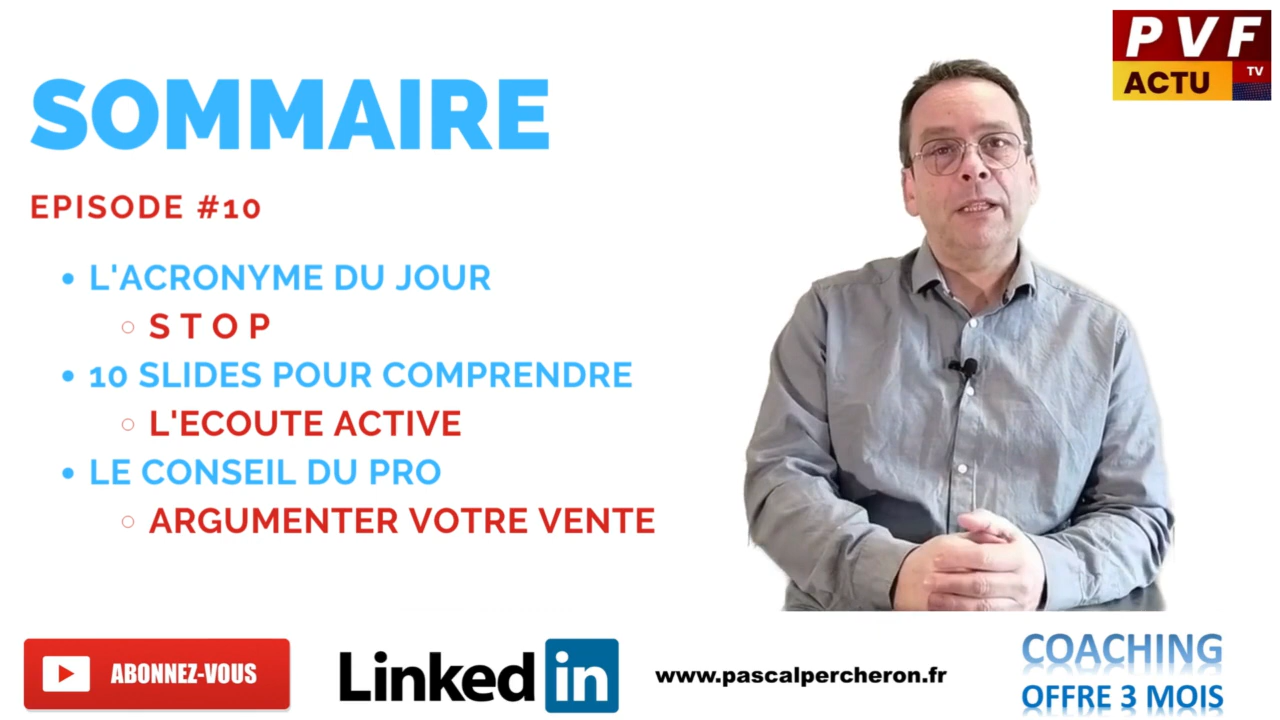 PVF
ACTU
TV
SOMMAIRE
EPISODE #10
• L'ACRONYME DU JOUR
○ S T O P
• 10 SLIDES POUR COMPRENDRE
○ L'ECOUTE ACTIVE
• LE CONSEIL DU PRO
○ ARGUMENTER VOTRE VENTE
ABONNEZ-VOUS
Linked in
www.pascalpercheron.fr
COACHING
OFFRE 3 MOIS